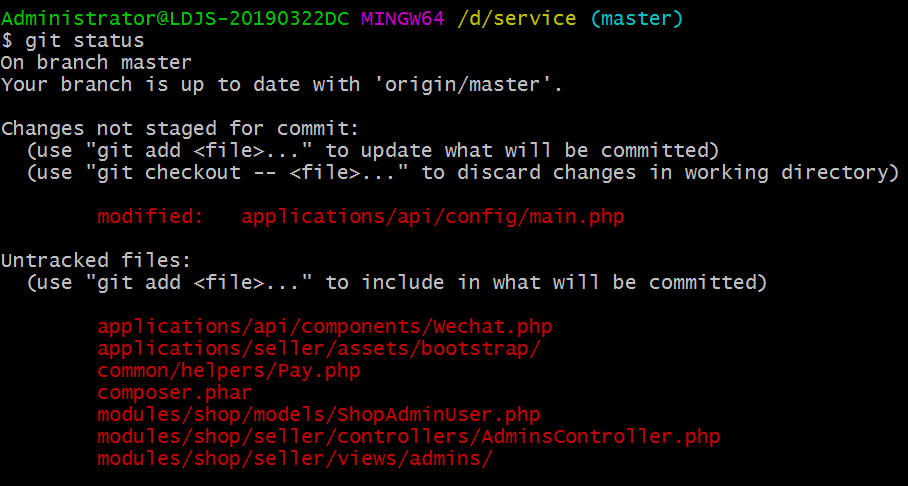 Administrator@LDJS-20190322DC MINGW64 /d/service (master)
$ git status
On branch master
Your branch is up to date with 'origin/master'.
Changes not staged for commit:
(use "git add <file>..." to update what will be committed)
(use "git checkout -- <file>..." to discard changes in working directory)
modified:   applications/api/config/main.php
Untracked files:
(use "git add <file>..." to include in what will be committed)
applications/api/components/Wechat.php
applications/seller/assets/bootstrap/
common/helpers/Pay.php
composer.phar
modules/shop/models/ShopAdminUser.php
modules/shop/seller/controllers/AdminsController.php
modules/shop/seller/views/admins/